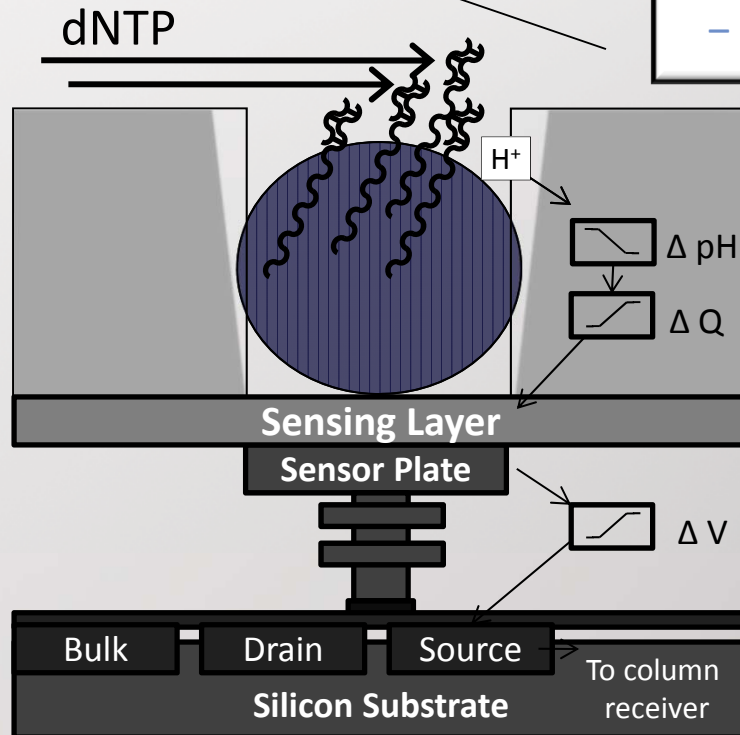 dNTP
–
H⁺
Δ pH
Δ Q
Sensing Layer
Sensor Plate
Δ V
Bulk
Drain
Source
To column
receiver
Silicon Substrate